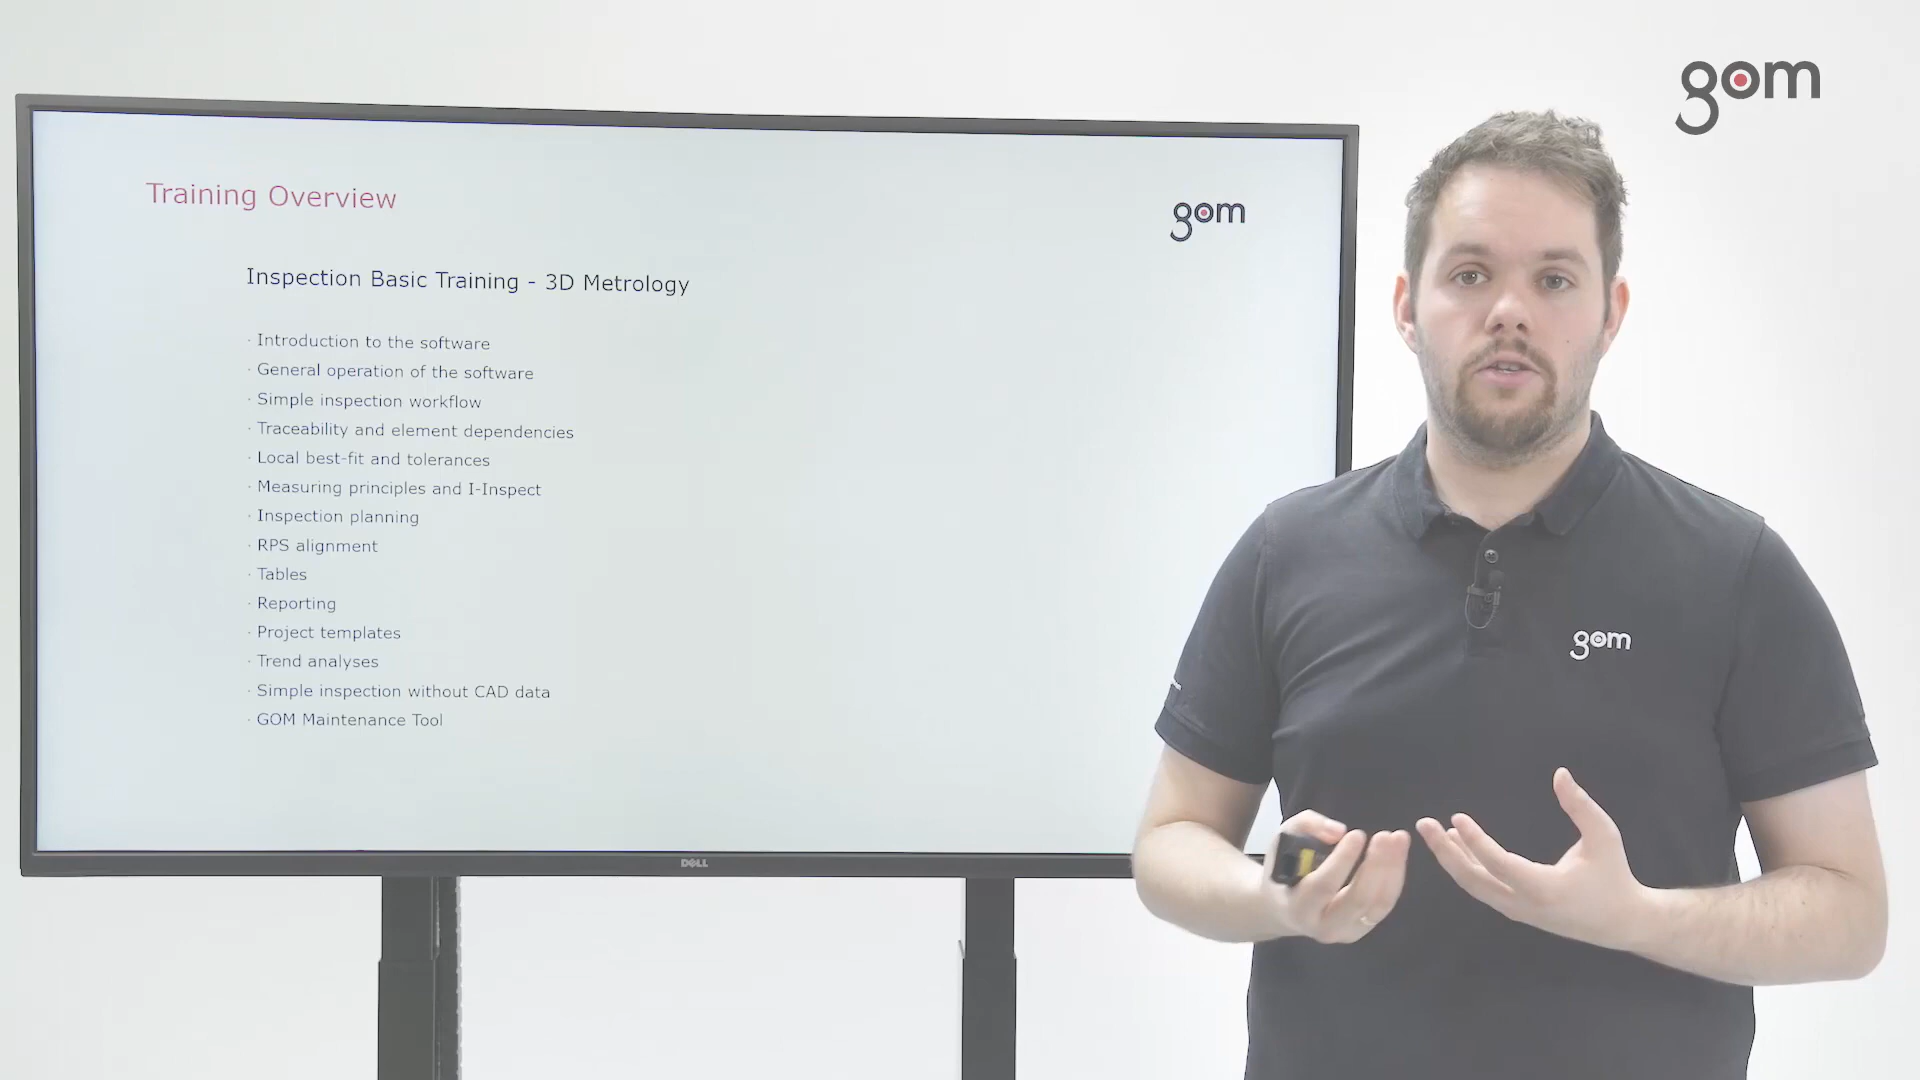 gom
Training Overview
gom
Inspection Basic Training - 3D Metrology
· Introduction to the software
· General operation of the software
· Simple inspection workflow
· Traceability and element dependencies
· Local best-fit and tolerances
· Measuring principles and I-Inspect
· Inspection planning
· RPS alignment
· Tables
· Reporting
· Project templates
· Trend analyses
· Simple inspection without CAD data
· GOM Maintenance Tool
gom
DELL